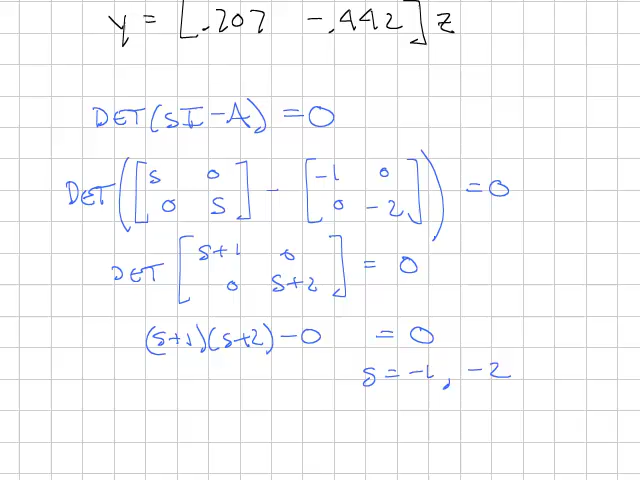 y = [.707 -.442] z
DET(sI-A) = 0
DET([s 0
0 s] - [-1 0
0 -2]) = 0
DET [s+1 0
0 s+2] = 0
(s+1)(s+2)-0 = 0
s = -1, -2